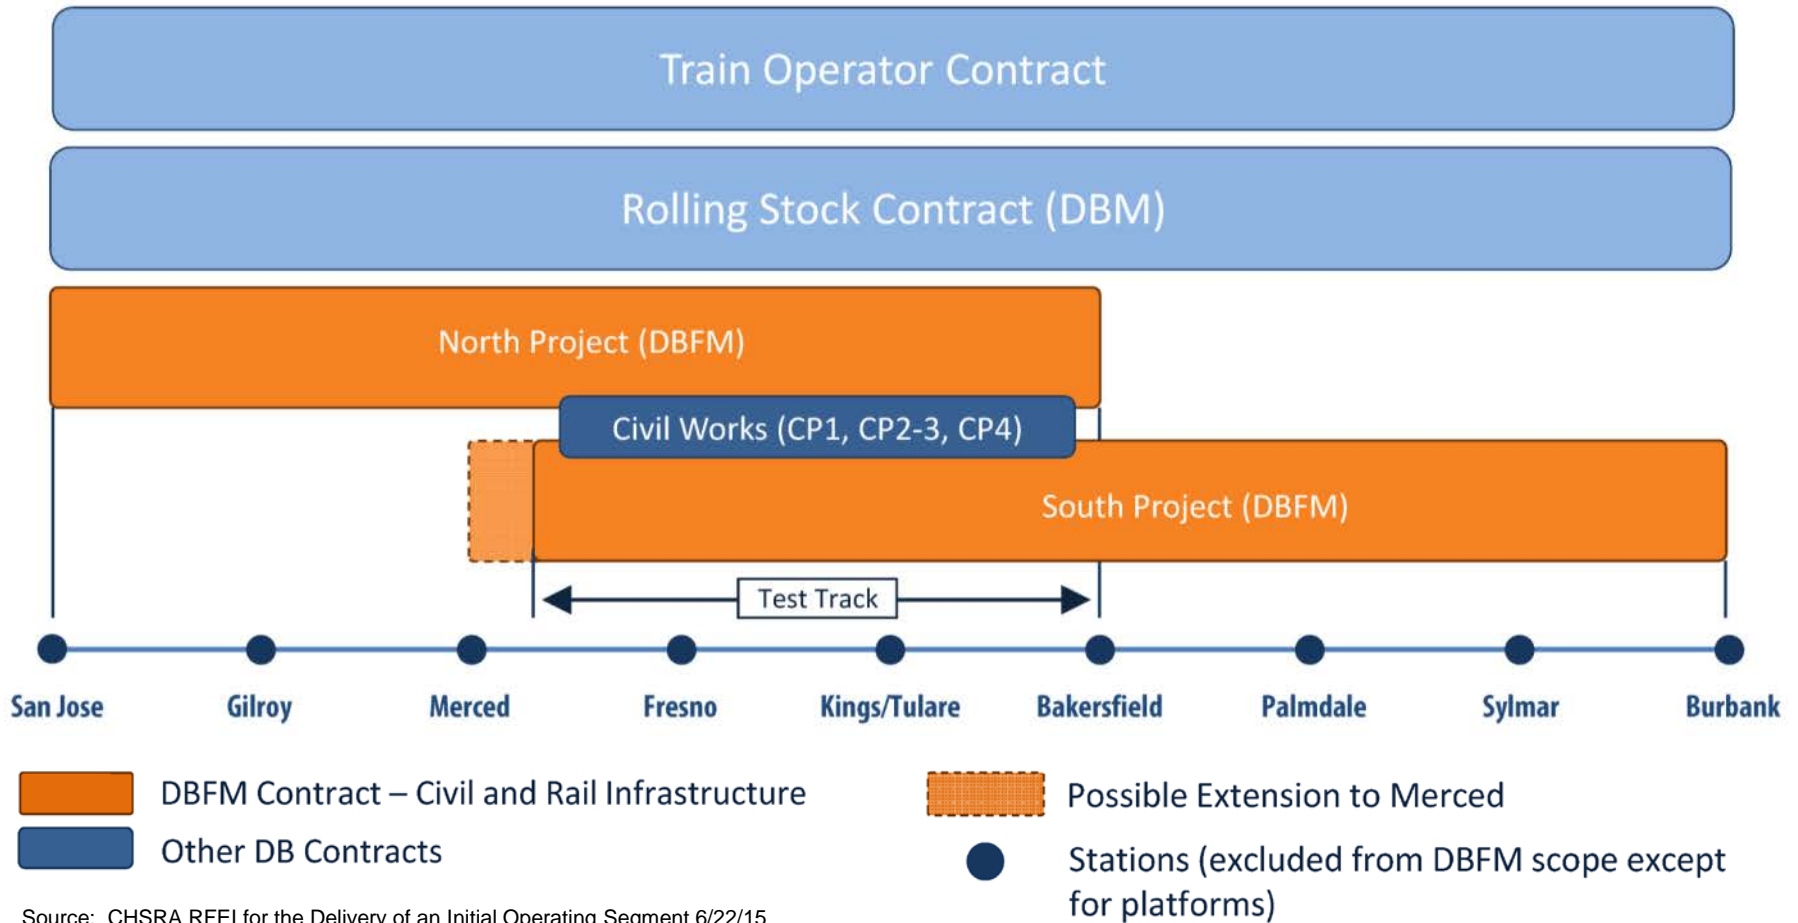 Train Operator Contract
Rolling Stock Contract (DBM)
North Project (DBFM)
Civil Works (CP1, CP2-3, CP4)
South Project (DBFM)
Test Track
San Jose
Gilroy
Merced
Fresno
Kings/Tulare
Bakersfield
Palmdale
Sylmar
Burbank
DBFM Contract – Civil and Rail Infrastructure
Other DB Contracts
Possible Extension to Merced
Stations (excluded from DBFM scope except
for platforms)
Source: CHSRA RFEI for the Delivery of an Initial Operating Segment 6/22/15